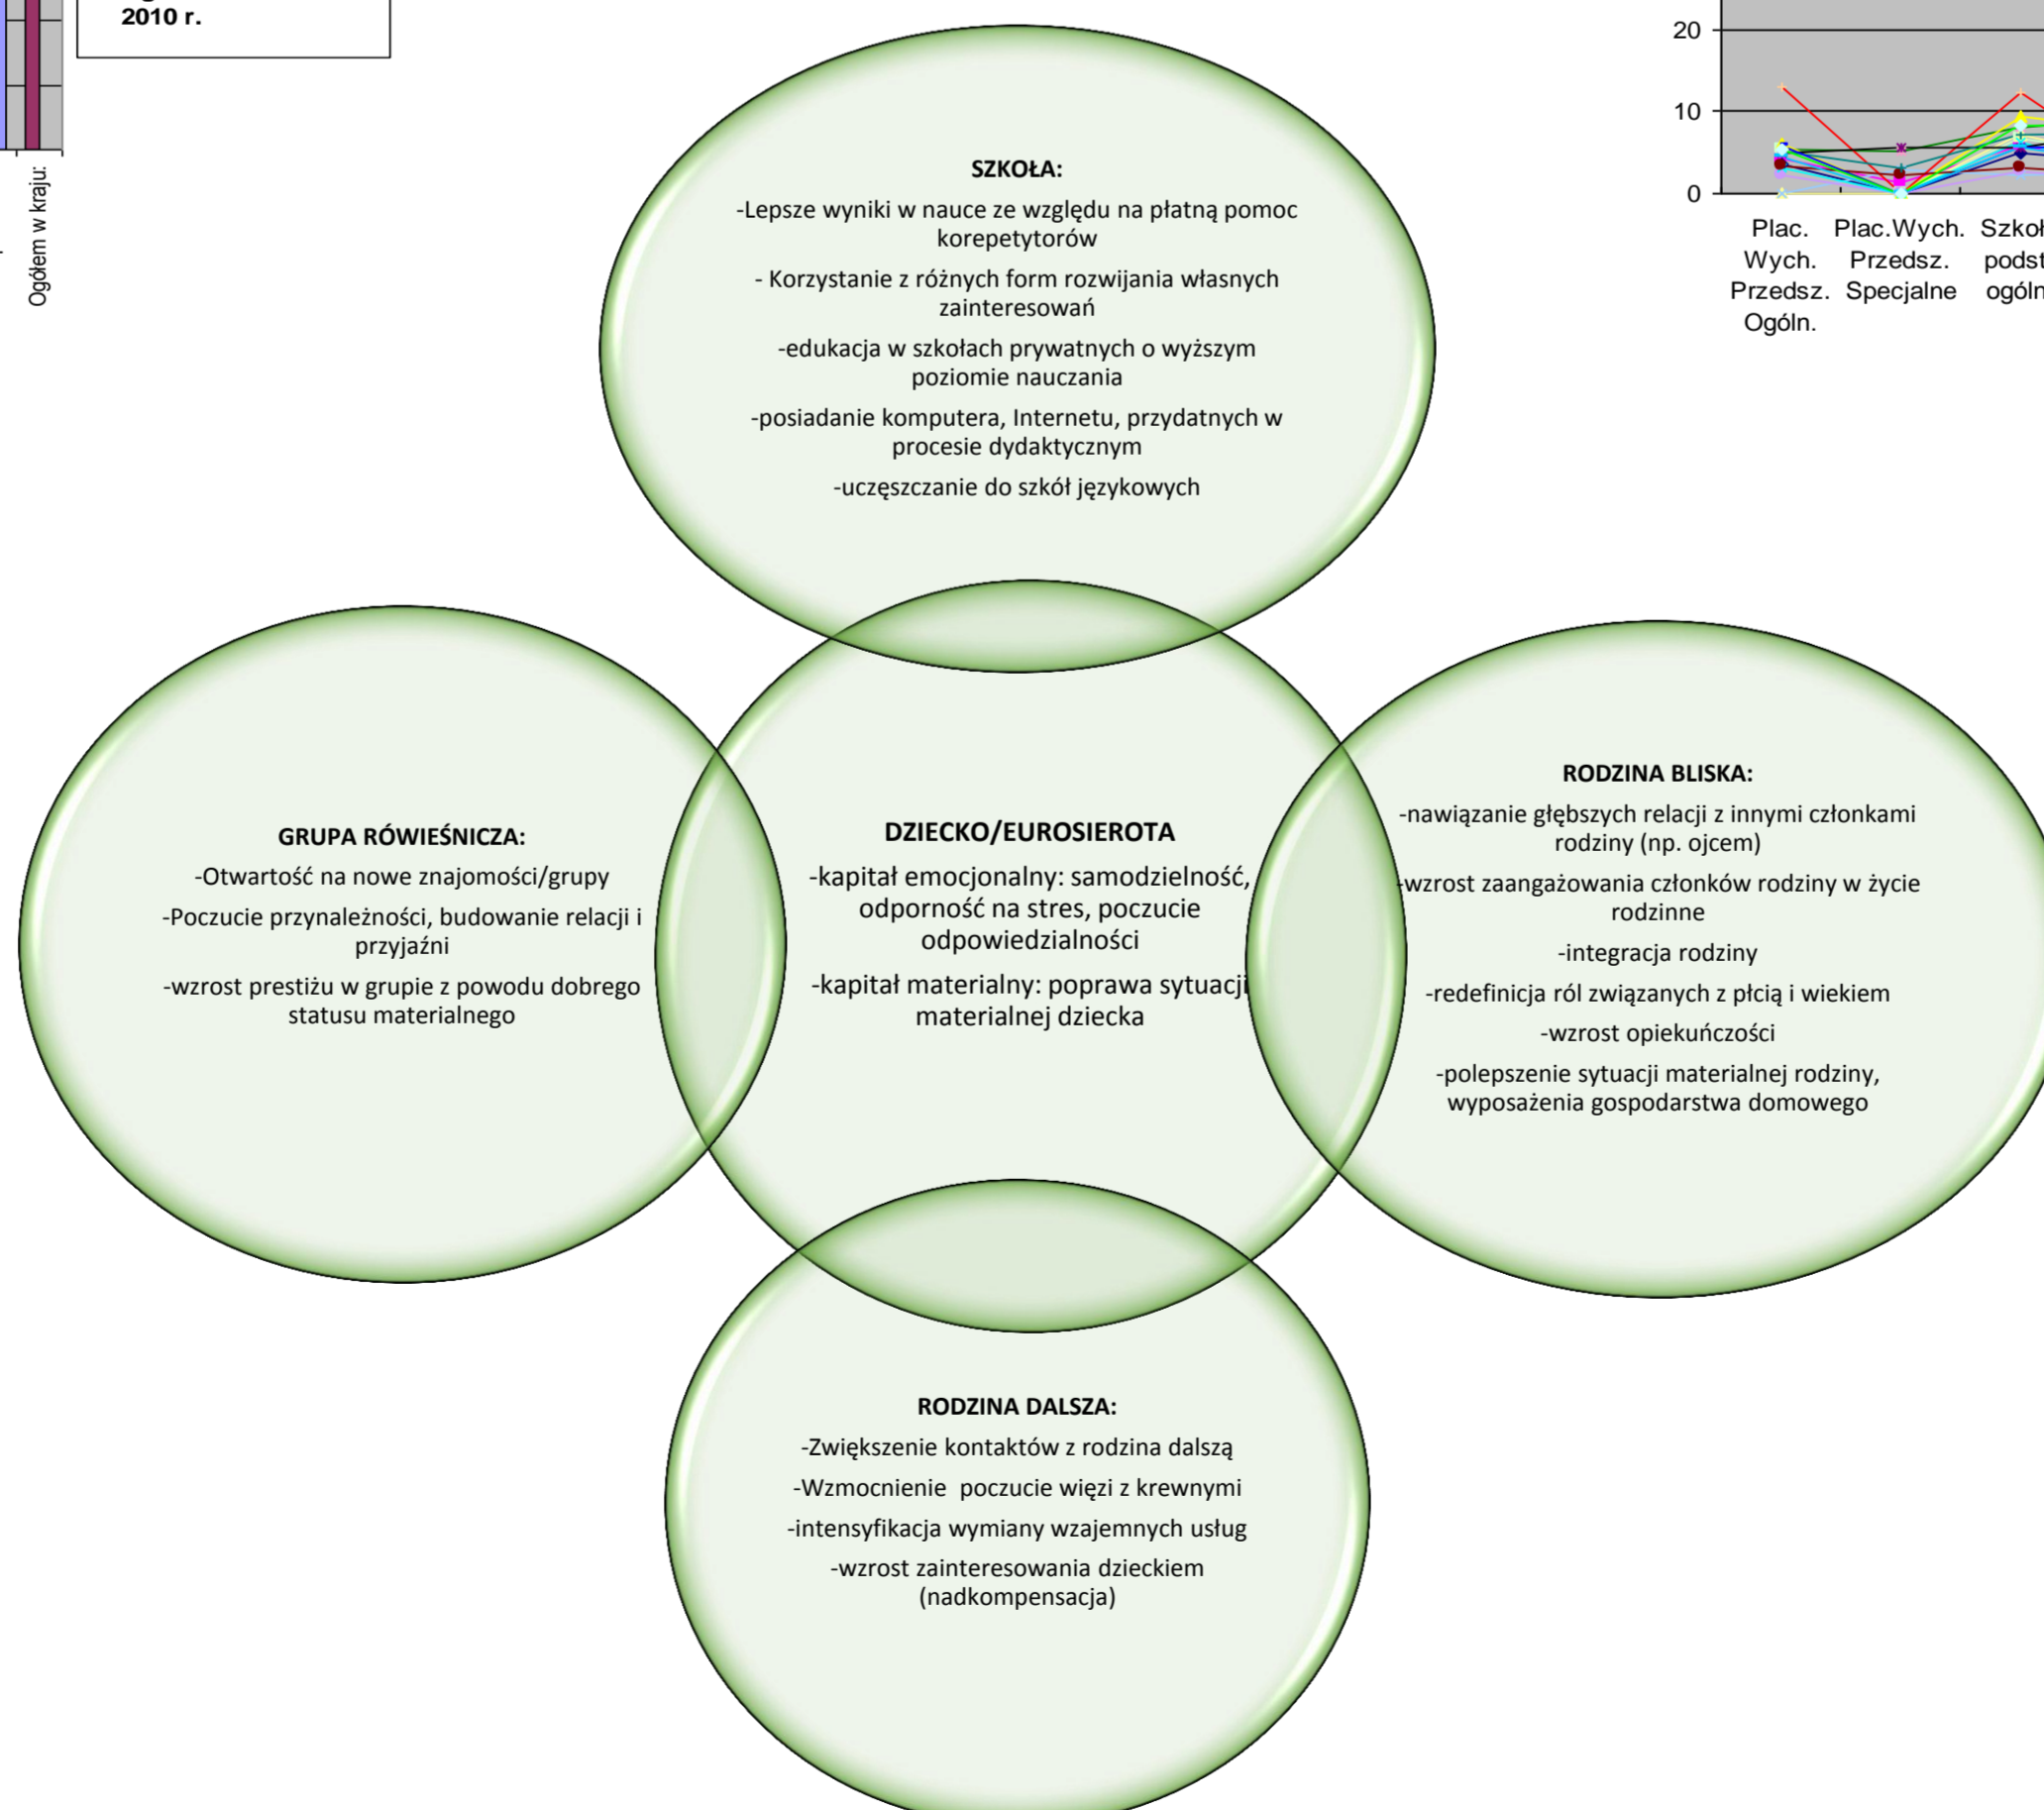 2010 r.
Ogółem w kraju:
20
10
0
Plac.
Wych.
Przedsz.
Ogóln.
Plac.Wych.
Przedsz.
Specjalne
SZKOŁA:
-Lepsze wyniki w nauce ze względu na płatną pomoc
korepetytorów
- Korzystanie z różnych form rozwijania własnych
zainteresowań
-edukacja w szkołach prywatnych o wyższym
poziomie nauczania
-posiadanie komputera, Internetu, przydatnych w
procesie dydaktycznym
-uczęszczanie do szkół językowych
GRUPA RÓWIEŚNICZA:
-Otwartość na nowe znajomości/grupy
-Poczucie przynależności, budowanie relacji i
przyjaźni
-wzrost prestiżu w grupie z powodu dobrego
statusu materialnego
DZIECKO/EUROSIEROTA
-kapitał emocjonalny: samodzielność,
odporność na stres, poczucie
odpowiedzialności
-kapitał materialny: poprawa sytuacji
materialnej dziecka
RODZINA BLISKA:
-nawiązanie głębszych relacji z innymi członkami
rodziny (np. ojcem)
-wzrost zaangażowania członków rodziny w życie
rodzinne
-integracja rodziny
-redefinicja ról związanych z płcią i wiekiem
-wzrost opiekuńczości
-polepszenie sytuacji materialnej rodziny,
wyposażenia gospodarstwa domowego
RODZINA DALSZA:
-Zwiększenie kontaktów z rodzina dalszą
-Wzmocnienie  poczucie więzi z krewnymi
-intensyfikacja wymiany wzajemnych usług
-wzrost zainteresowania dzieckiem
(nadkompensacja)